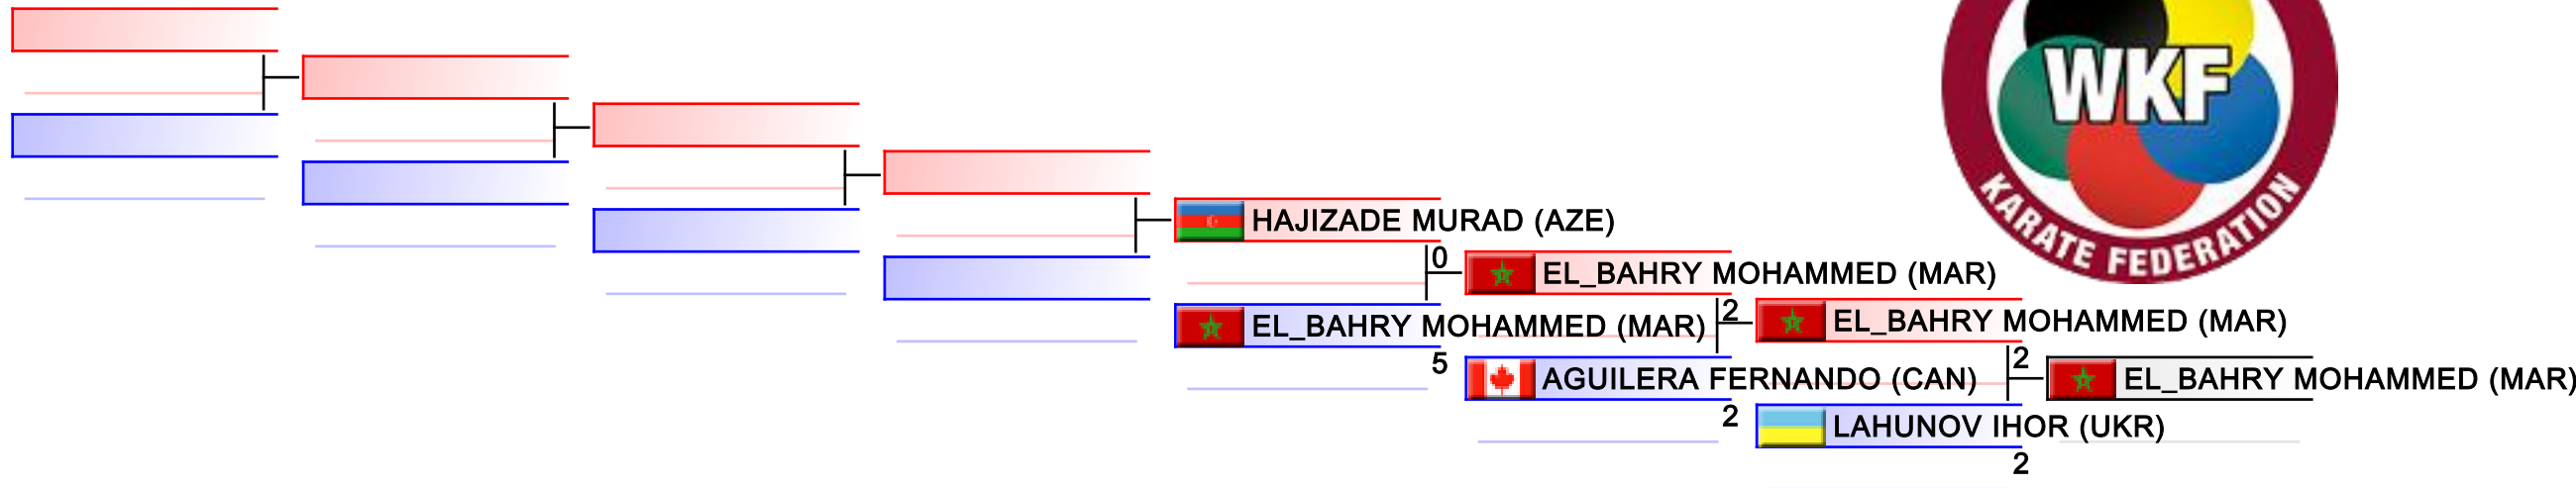 WKF
KARATE FEDERATION
HAJIZADE MURAD (AZE)
0
EL_BAHRY MOHAMMED (MAR)
EL_BAHRY MOHAMMED (MAR)
5
2
EL_BAHRY MOHAMMED (MAR)
AGUILERA FERNANDO (CAN)
2
2
EL_BAHRY MOHAMMED (MAR)
LAHUNOV IHOR (UKR)
2